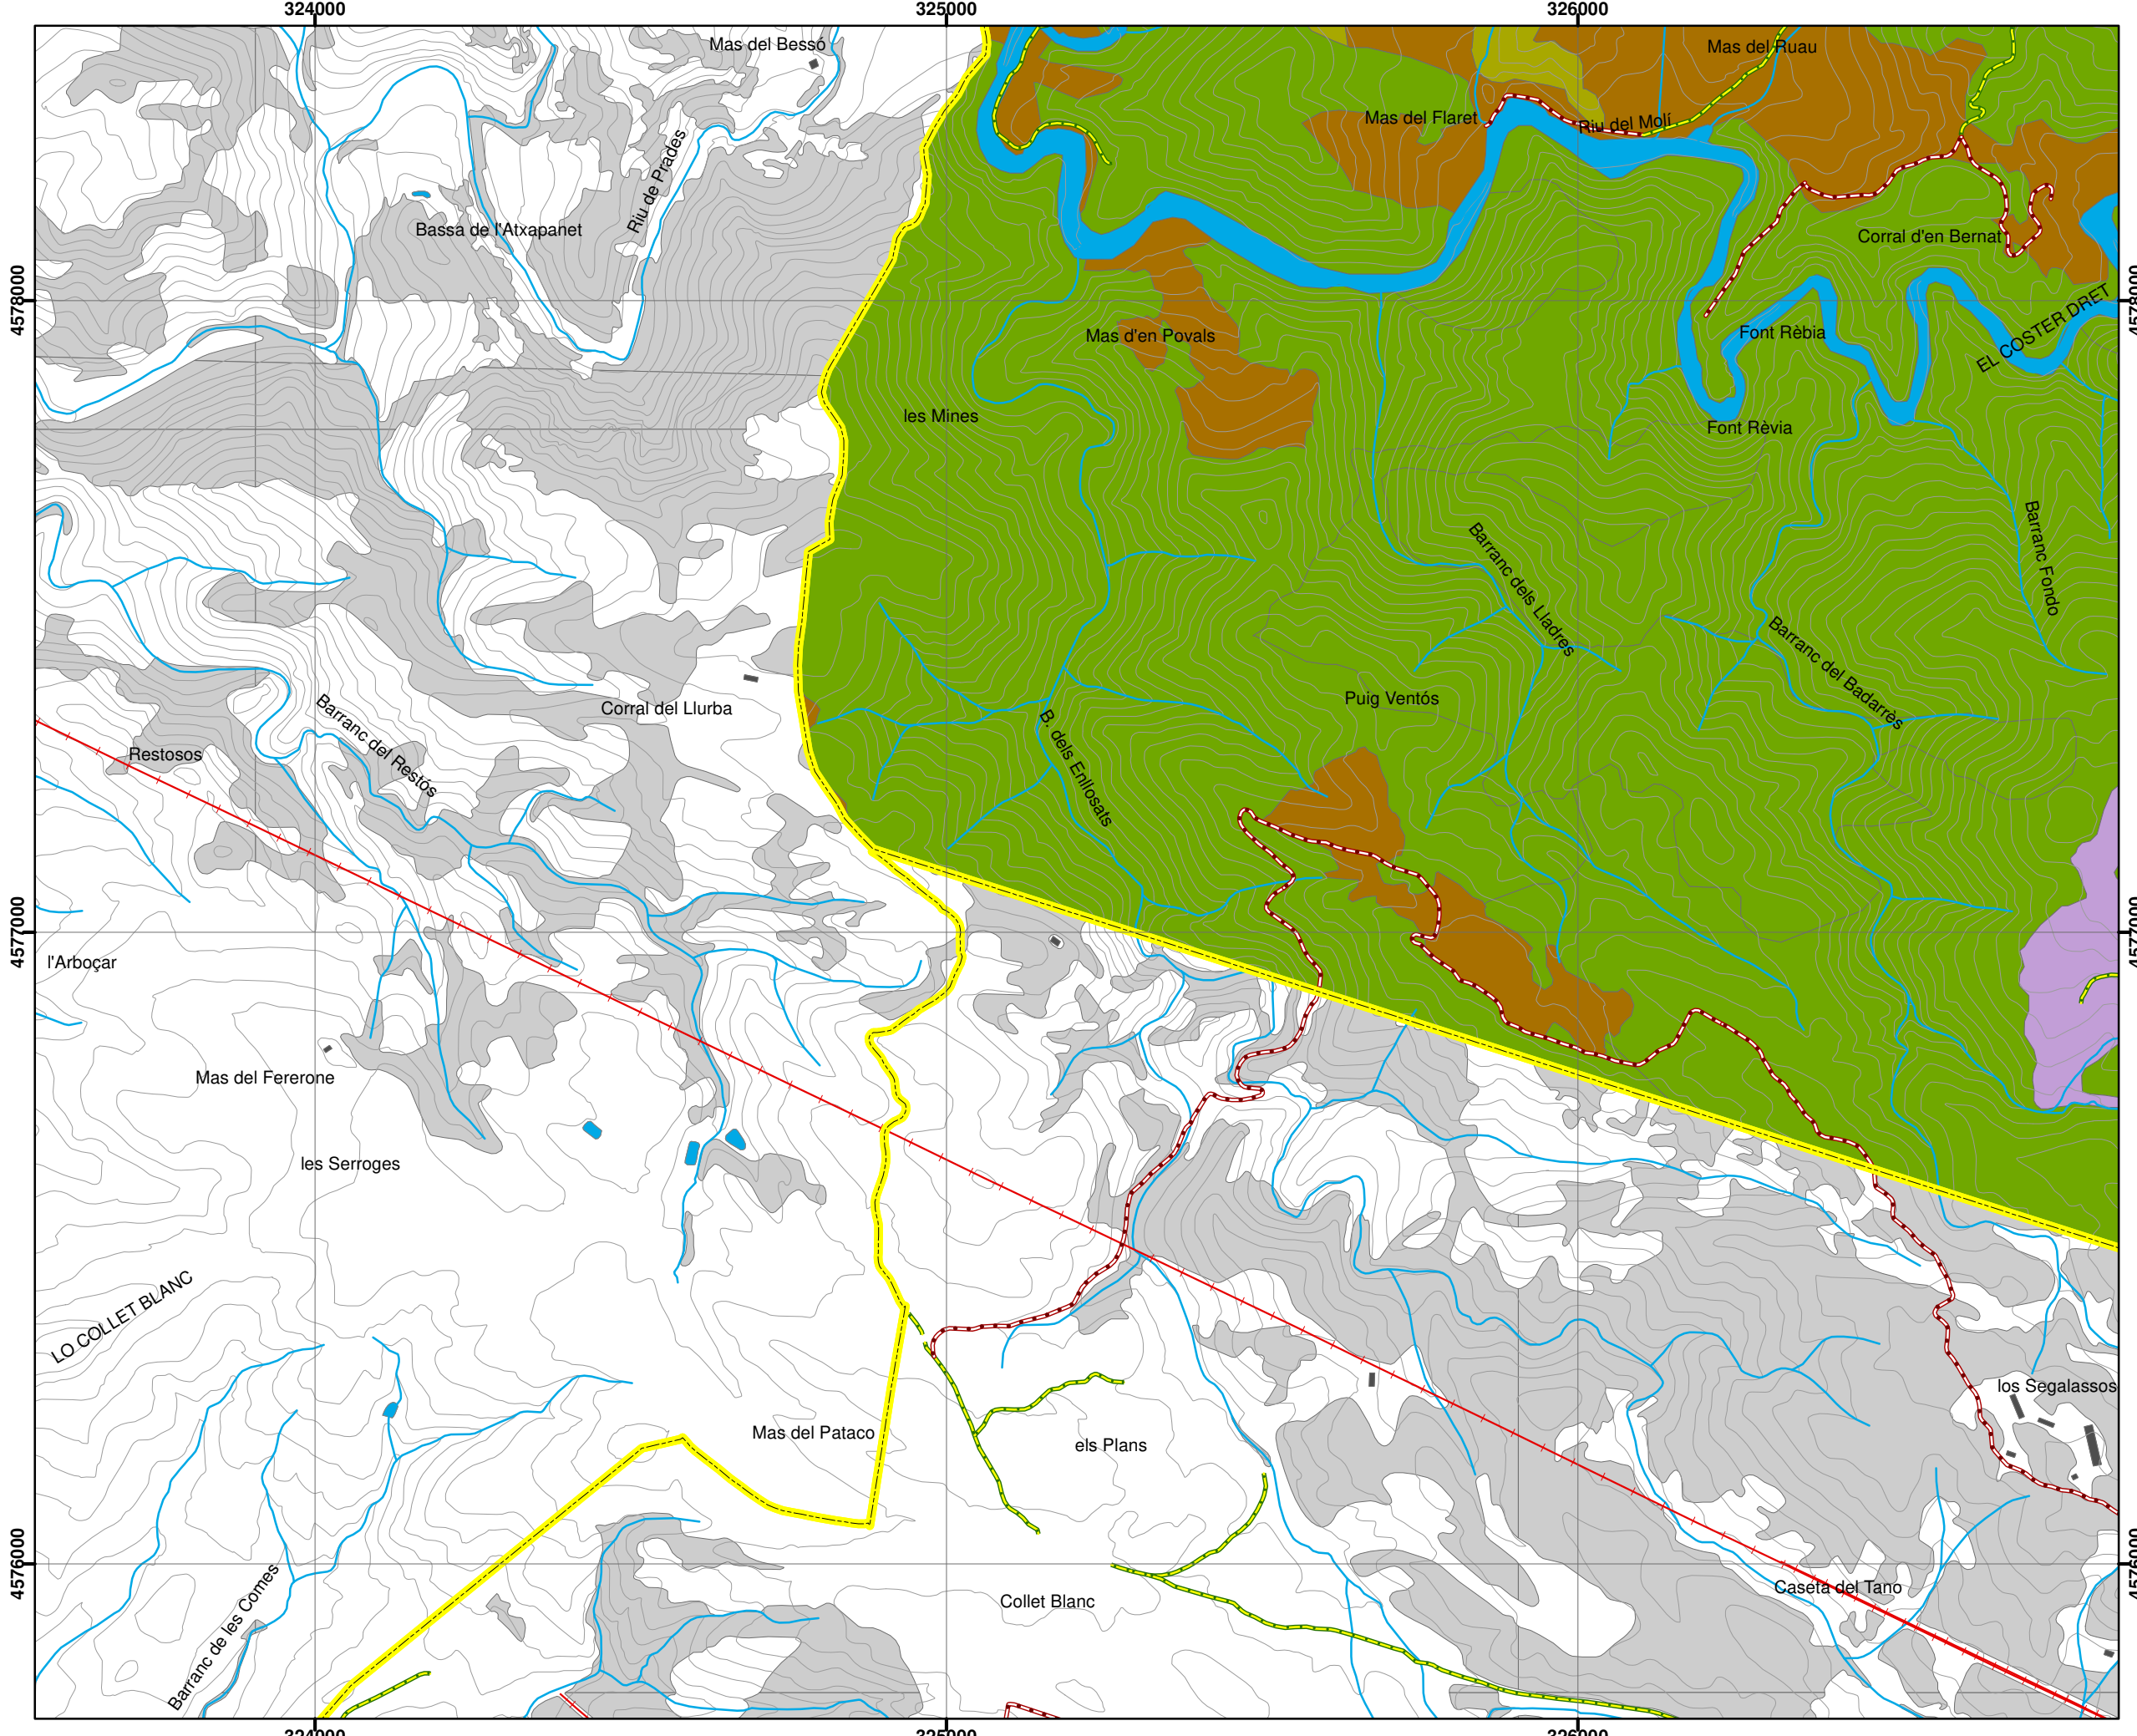 324000
325000
326000
Mas del Bessó
Mas del Ruau
Mas del Flaret
Riu del Molí
Riu de Prades
Bassa de l'Atxapanet
Corral d'en Bernat
4578000
4578000
Mas d'en Povals
Font Rèbia
EL COSTER DRET
les Mines
Font Rèvia
Barranc dels Lladres
Barranc Fondo
Barranc del Badarrès
Puig Ventós
Corral del Llurba
B. dels Enllosats
Barranc del Restós
Restosos
4577000
4577000
l'Arboçar
Mas del Fererone
les Serroges
LO COLLET BLANC
los Segalassos
Mas del Pataco
els Plans
4576000
4576000
Caseta del Tano
Collet Blanc
Barranc de les Comes
324000
325000
326000